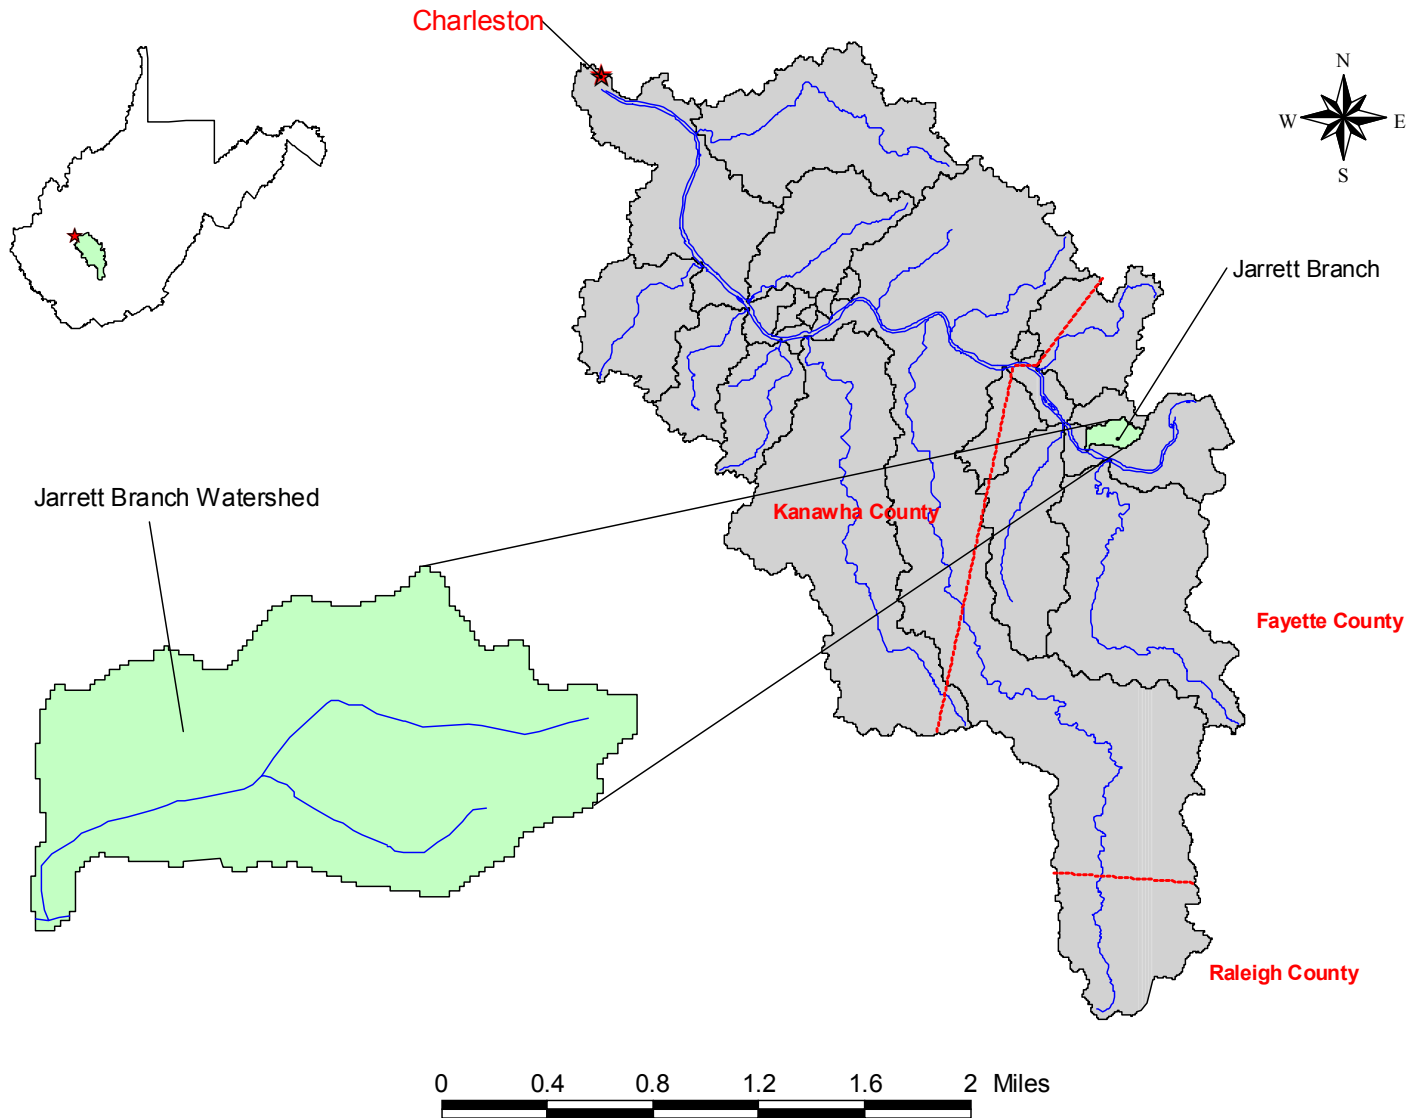 Charleston
N
W
E
S
Jarrett Branch
Jarrett Branch Watershed
Kanawha County
Fayette County
Raleigh County
0 0.4 0.8 1.2 1.6 2 Miles